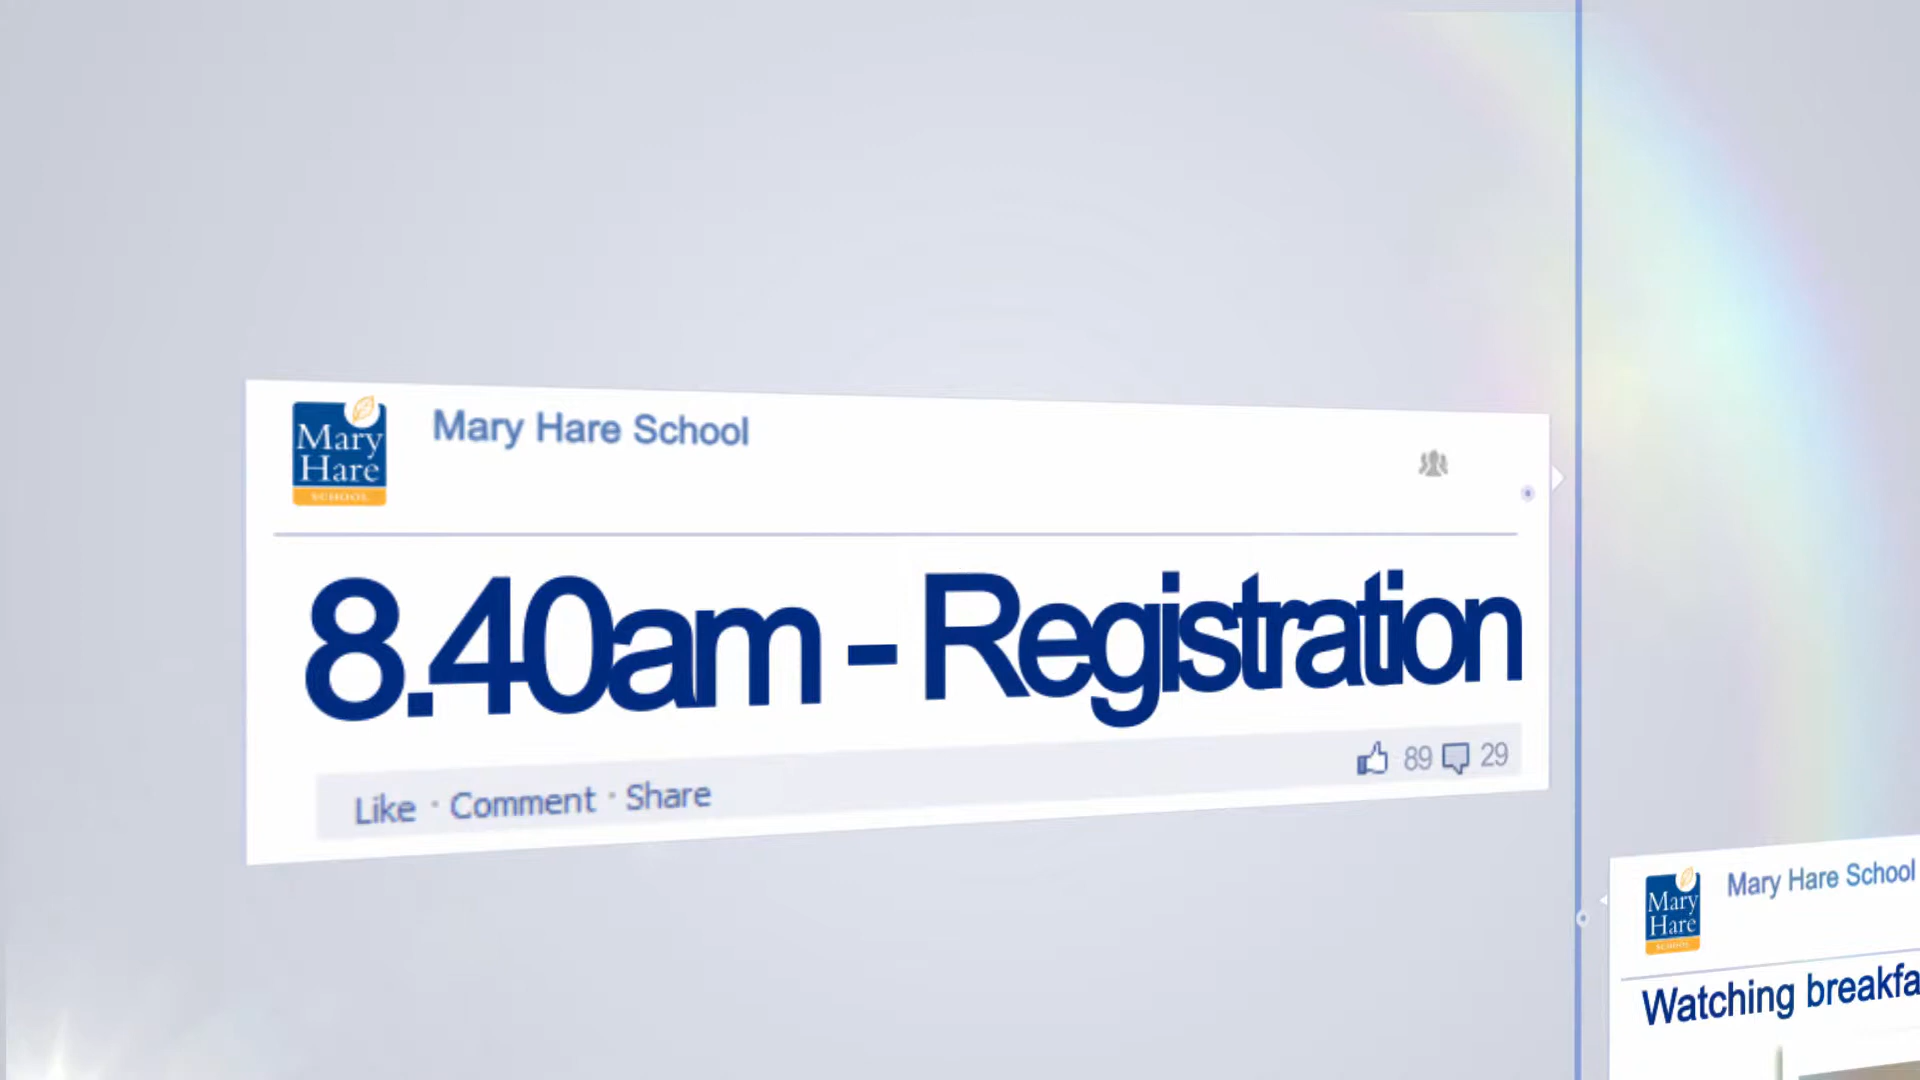 Mary
Hare
SCHOOL
Mary Hare School
8.40am - Registration
Like · Comment · Share
89 29
Mary
Hare
SCHOOL
Mary Hare School
Watching breakfa